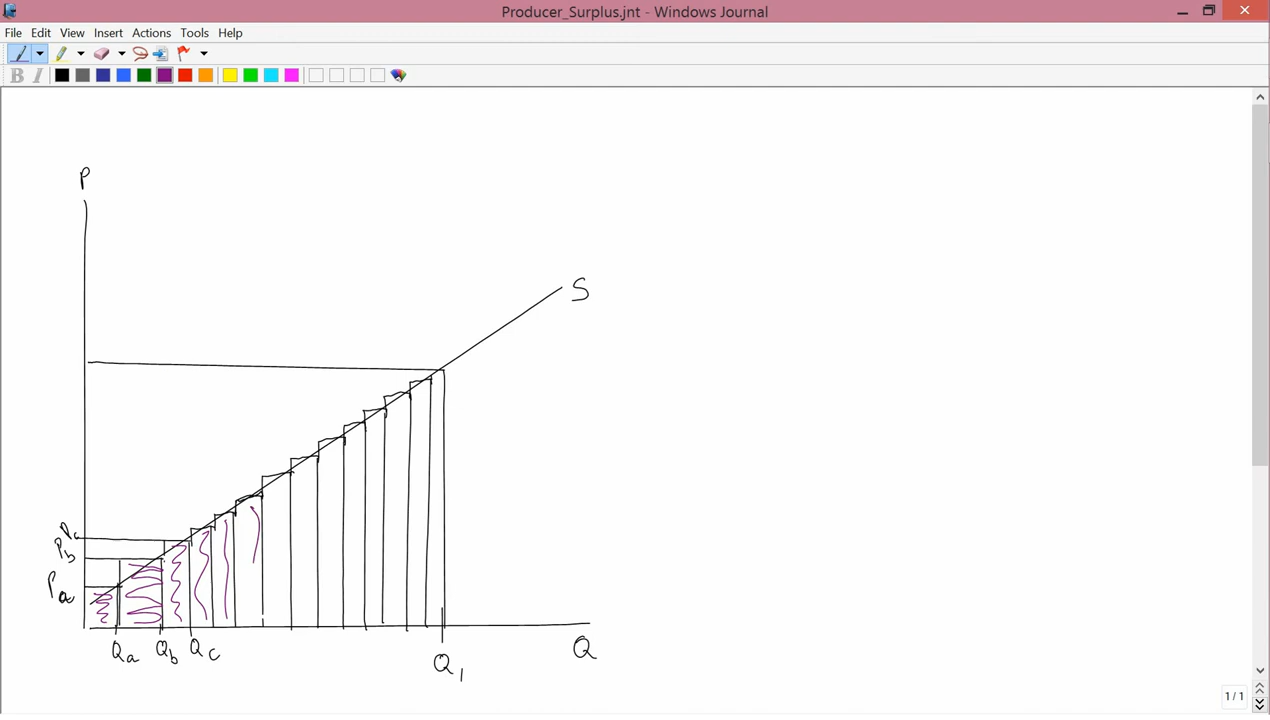 Producer_Surplus.jnt - Windows Journal
File Edit View Insert Actions Tools Help
B I
P
S
Pb
Pa
Qa Qb Qc
Q1
Q
1 / 1